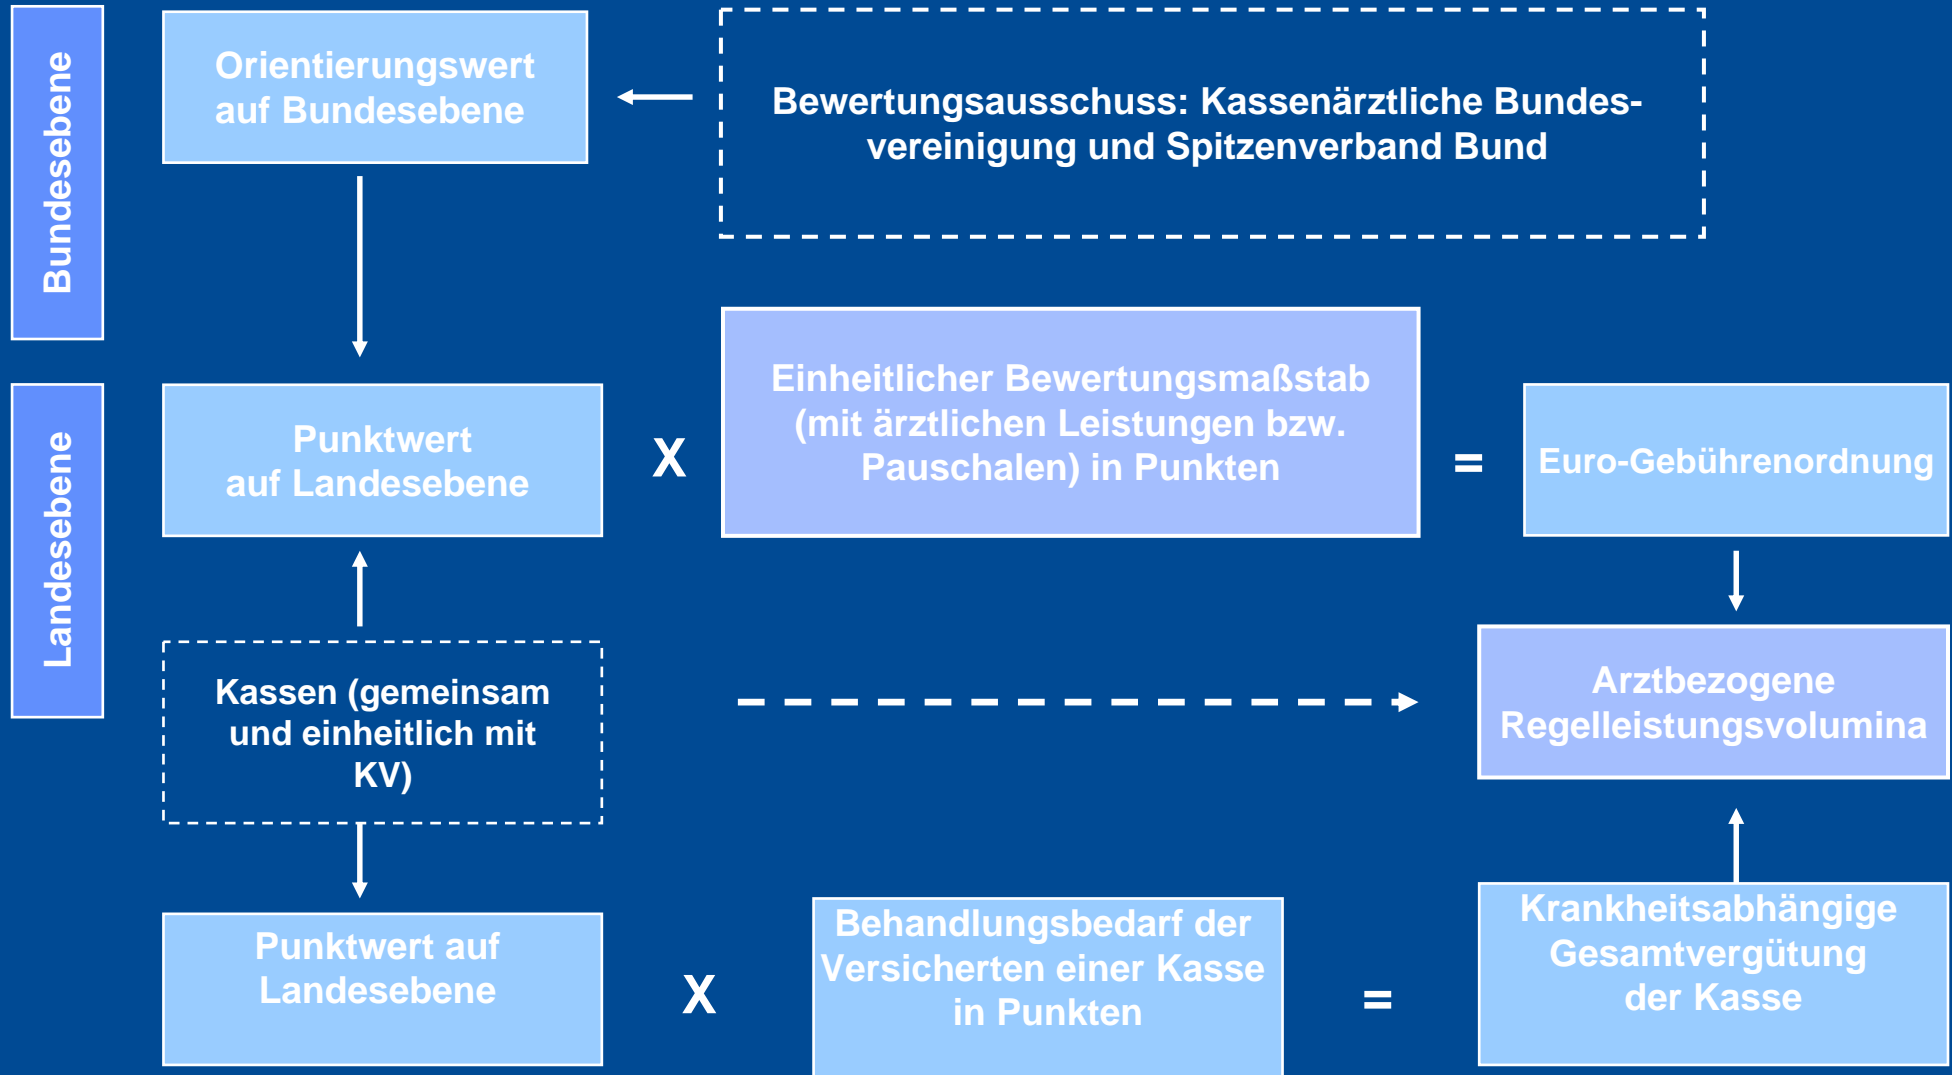 Bundesebene
Orientierungswert
auf Bundesebene
Bewertungsausschuss: Kassenärztliche Bundes-
vereinigung und Spitzenverband Bund
Landesebene
Punktwert
auf Landesebene
X
Einheitlicher Bewertungsmaßstab
(mit ärztlichen Leistungen bzw.
Pauschalen) in Punkten
=
Euro-Gebührenordnung
Kassen (gemeinsam
und einheitlich mit
KV)
Arztbezogene
Regelleistungsvolumina
Punktwert auf
Landesebene
X
Behandlungsbedarf der
Versicherten einer Kasse
in Punkten
=
Krankheitsabhängige
Gesamtvergütung
der Kasse